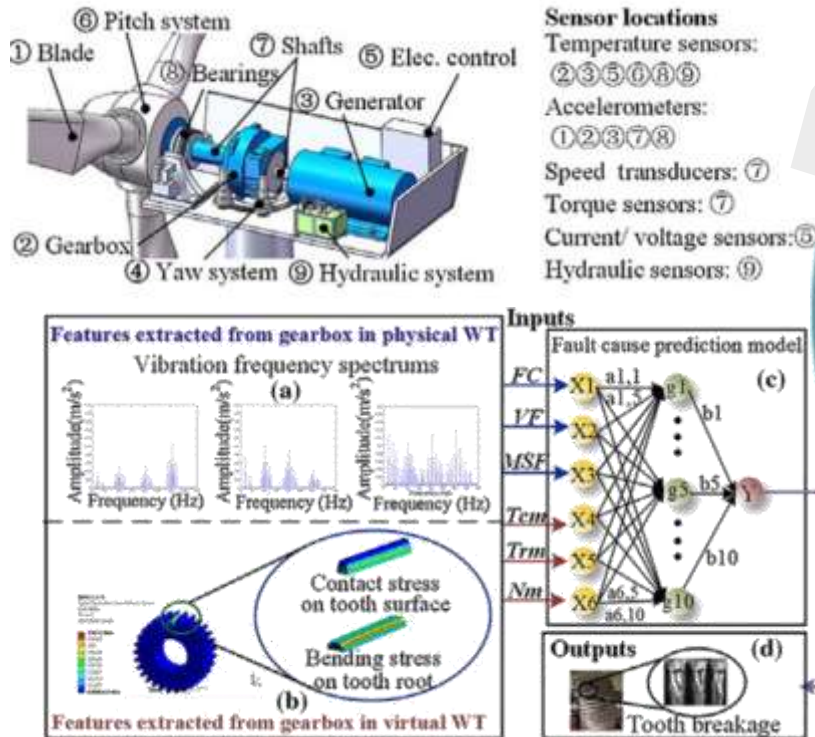 ⑥ Pitch system
① Blade
⑧ Bearings
⑦ Shafts
⑤ Elec. control
③ Generator
② Gearbox
④ Yaw system
⑨ Hydraulic system
Sensor locations
Temperature sensors:
②③⑤⑥⑧⑨
Accelerometers:
①②③⑦⑧
Speed transducers: ⑦
Torque sensors: ⑦
Current/ voltage sensors:⑤
Hydraulic sensors: ⑨
Features extracted from gearbox in physical WT
Vibration frequency spectrums
(a)
Amplitude(m/s²)
Frequency (Hz)
Amplitude(m/s²)
Frequency (Hz)
Amplitude(m/s²)
Frequency (Hz)
Contact stress
on tooth surface
Bending stress
on tooth root
(b)
Features extracted from gearbox in virtual WT
Inputs
FC
VF
MSF
Tcm
Trm
Nm
Fault cause prediction model
(c)
X1
X2
X3
X4
X5
X6
a1,1
a1,5
a6,5
a6,10
g1
g5
g10
b1
b5
b10
Y
Outputs
(d)
Tooth breakage